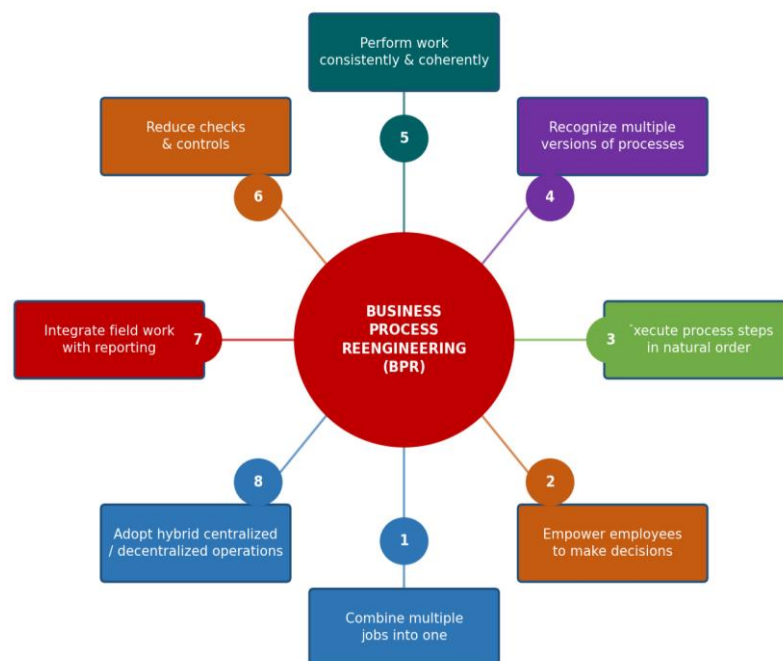 Perform work
consistently & coherently
5
Reduce checks
& controls
6
Recognize multiple
versions of processes
4
Integrate field work
with reporting
7
BUSINESS
PROCESS
REENGINEERING
(BPR)
3
Execute process steps
in natural order
8
Adopt hybrid centralized
/ decentralized operations
2
Empower employees
to make decisions
1
Combine multiple
jobs into one